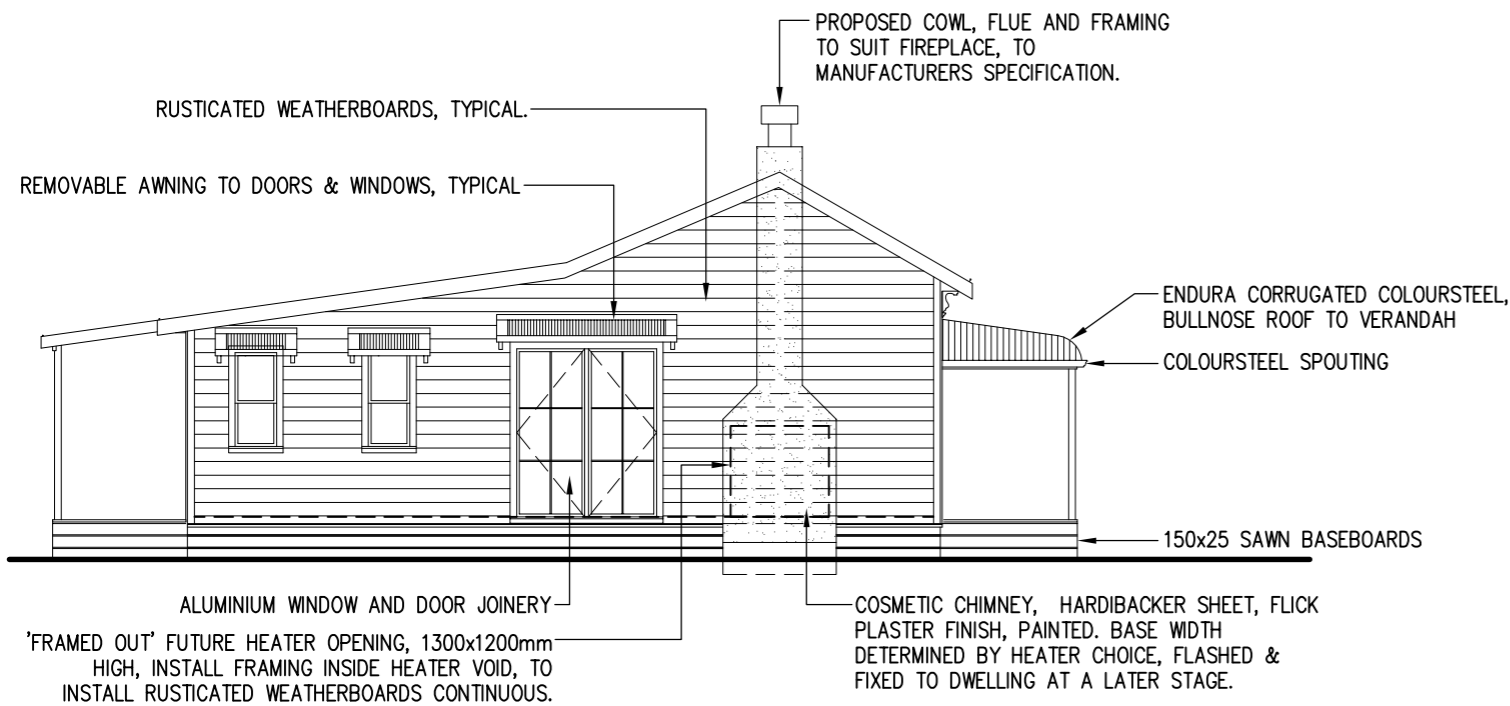 PROPOSED COWL, FLUE AND FRAMING
TO SUIT FIREPLACE, TO
MANUFACTURERS SPECIFICATION.
RUSTICATED WEATHERBOARDS, TYPICAL.
REMOVABLE AWNING TO DOORS & WINDOWS, TYPICAL
ENDURA CORRUGATED COLOURSTEEL,
BULLNOSE ROOF TO VERANDAH
COLOURSTEEL SPOUTING
150x25 SAWN BASEBOARDS
ALUMINIUM WINDOW AND DOOR JOINERY
'FRAMED OUT' FUTURE HEATER OPENING, 1300x1200mm
HIGH, INSTALL FRAMING INSIDE HEATER VOID, TO
INSTALL RUSTICATED WEATHERBOARDS CONTINUOUS.
COSMETIC CHIMNEY, HARDIBACKER SHEET, FLICK
PLASTER FINISH, PAINTED. BASE WIDTH
DETERMINED BY HEATER CHOICE, FLASHED &
FIXED TO DWELLING AT A LATER STAGE.